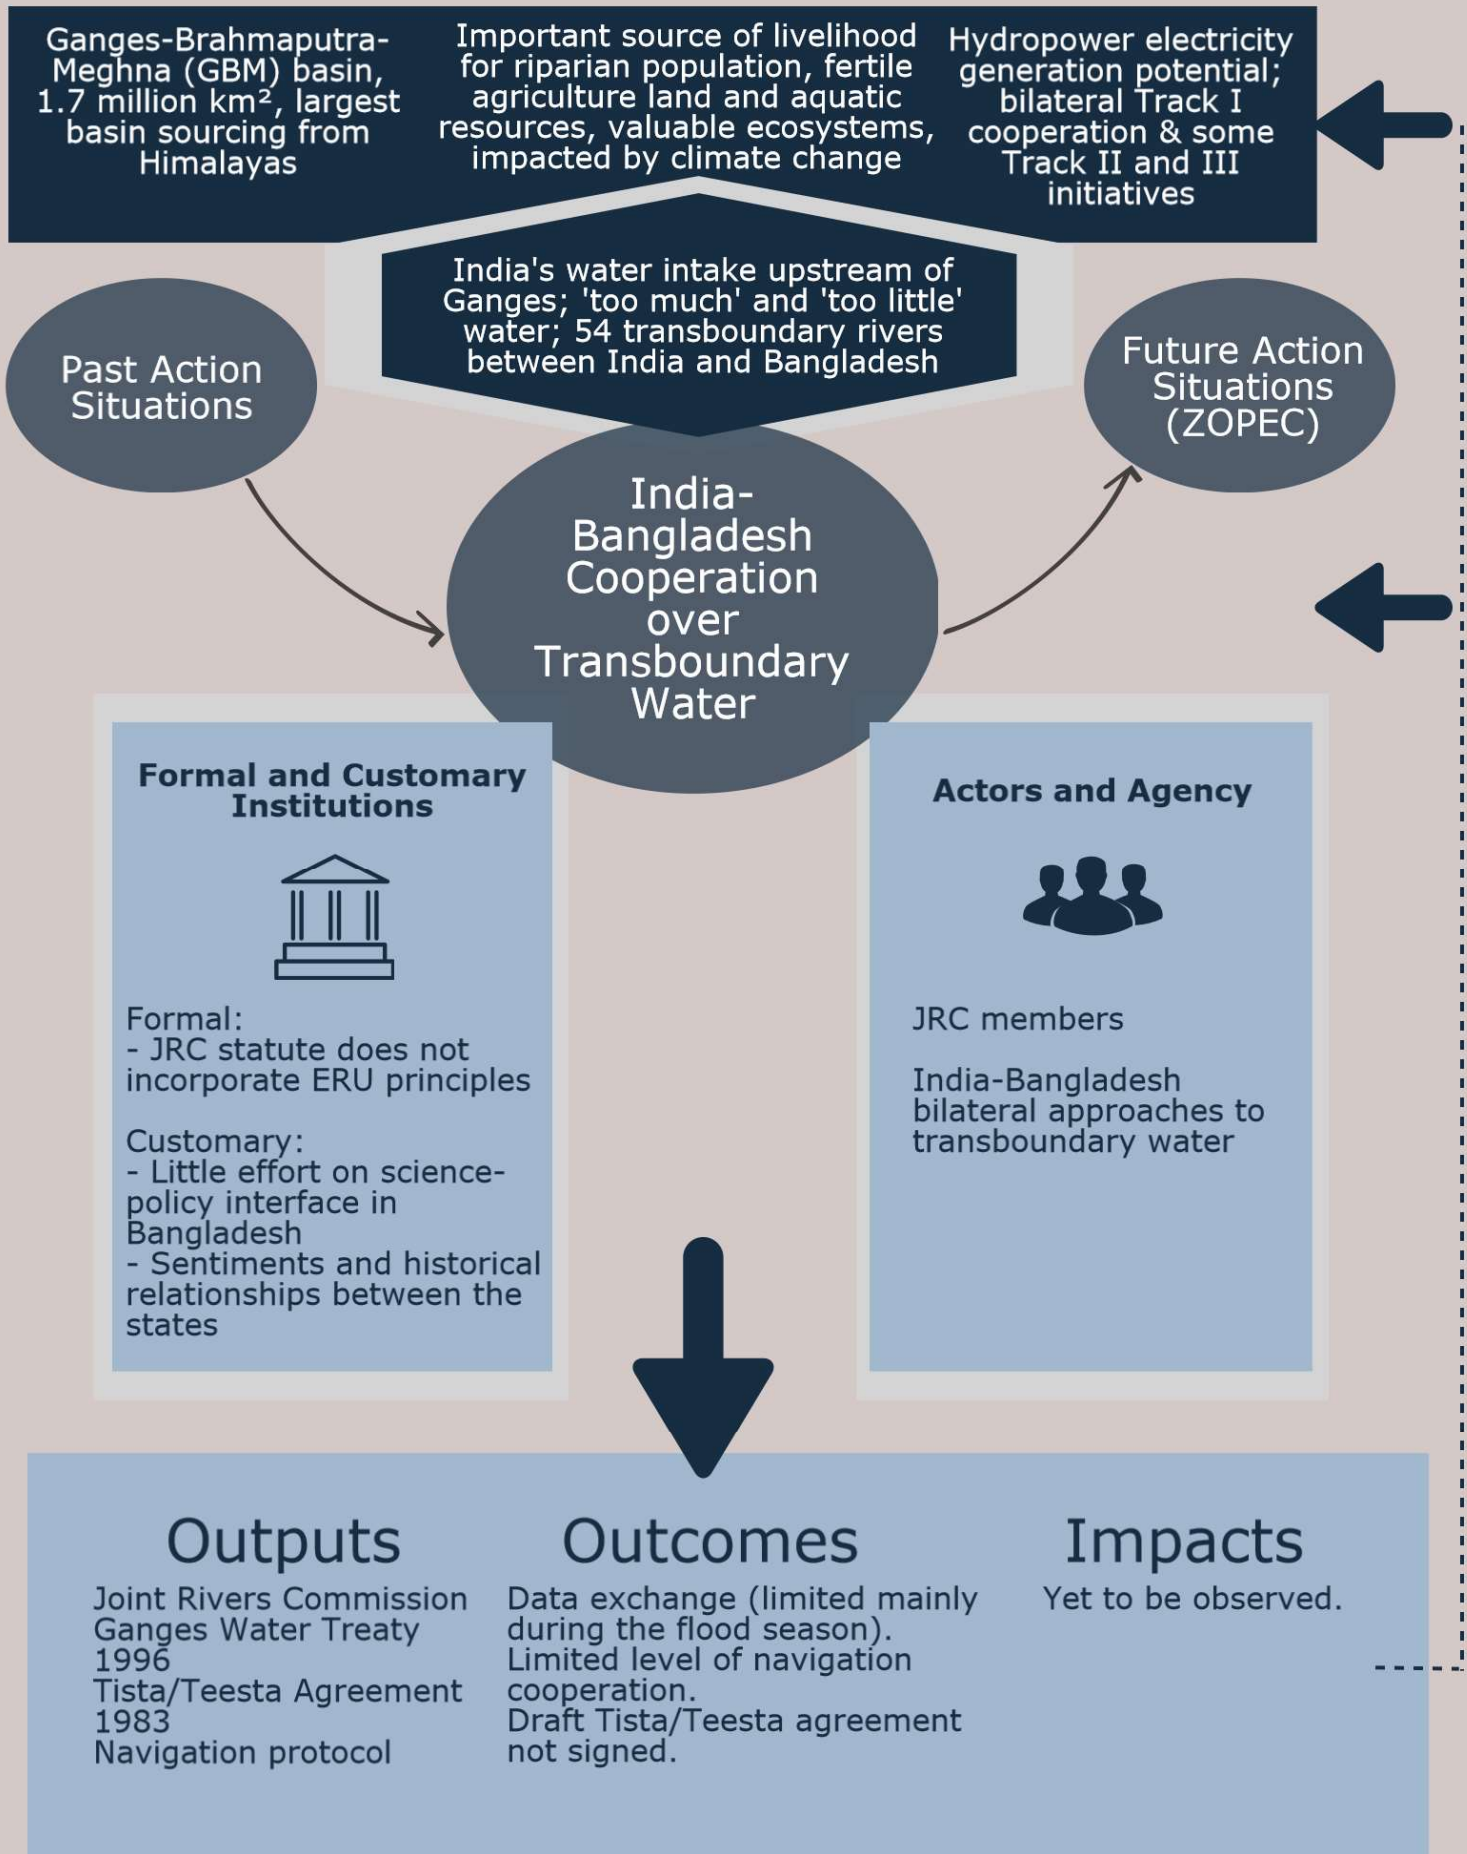 Ganges-Brahmaputra-
Meghna (GBM) basin,
1.7 million km², largest
basin sourcing from
Himalayas
Important source of livelihood
for riparian population, fertile
agriculture land and aquatic
resources, valuable ecosystems,
impacted by climate change
Hydropower electricity
generation potential;
bilateral Track I
cooperation & some
Track II and III
initiatives
India's water intake upstream of
Ganges; 'too much' and 'too little'
water; 54 transboundary rivers
between India and Bangladesh
Past Action
Situations
Future Action
Situations
(ZOPEC)
India-
Bangladesh
Cooperation
over
Transboundary
Water
Formal and Customary
Institutions
Formal:
- JRC statute does not
incorporate ERU principles
Customary:
- Little effort on science-
policy interface in
Bangladesh
- Sentiments and historical
relationships between the
states
Actors and Agency
JRC members
India-Bangladesh
bilateral approaches to
transboundary water
Outputs
Joint Rivers Commission
Ganges Water Treaty
1996
Tista/Teesta Agreement
1983
Navigation protocol
Outcomes
Data exchange (limited mainly
during the flood season).
Limited level of navigation
cooperation.
Draft Tista/Teesta agreement
not signed.
Impacts
Yet to be observed.